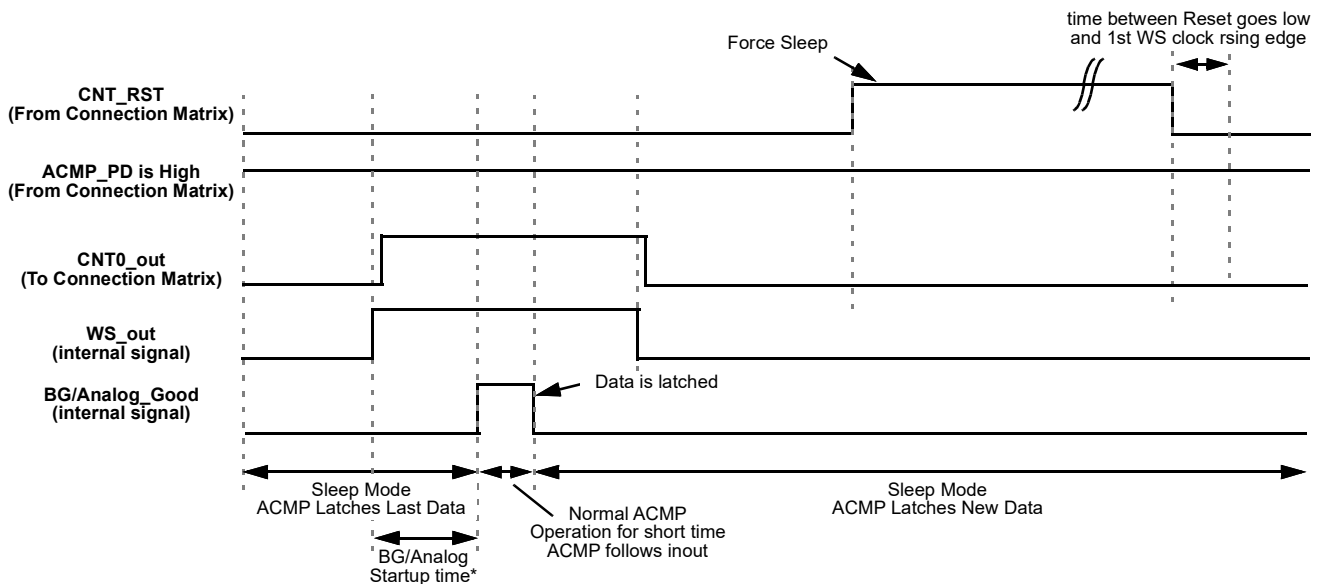 time between Reset goes low
and 1st WS clock rsing edge
Force Sleep
CNT_RST
(From Connection Matrix)
ACMP_PD is High
(From Connection Matrix)
CNT0_out
(To Connection Matrix)
WS_out
(internal signal)
BG/Analog_Good
(internal signal)
Data is latched
Sleep Mode
ACMP Latches Last Data
Normal ACMP
Operation for short time
ACMP follows inout
Sleep Mode
ACMP Latches New Data
BG/Analog
Startup time*